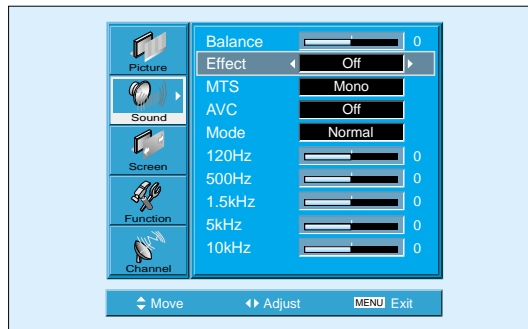 Picture
Sound
Screen
Function
Channel
Balance 0
Effect Off
MTS Mono
AVC Off
Mode Normal
120Hz 0
500Hz 0
1.5kHz 0
5kHz 0
10kHz 0
Move Adjust MENU Exit